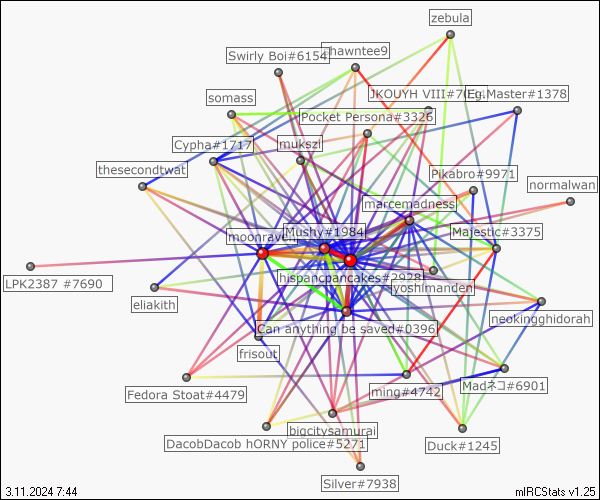 zebula
Swirly Boi#6154
shawntee9
JKOUYH VIII#7
Eg.Master#1378
somass
Pocket Persona#3326
Cypha#1717
mukszi
thesecondtwat
Pikabro#9971
normalwan
marcemadness
Mushy#1984
moonraven
Majestic#3375
hispancpancakes#2928
LPK2387 #7690
yoshimanden
eliakith
neokingghidorah
Can anything be saved#0396
frisout
Fedora Stoat#4479
ming#4742
Madネコ#6901
bigcitysamurai
DacobDacob hORNY police#5271
Duck#1245
Silver#7938
3.11.2024 7:44
mIRCStats v1.25